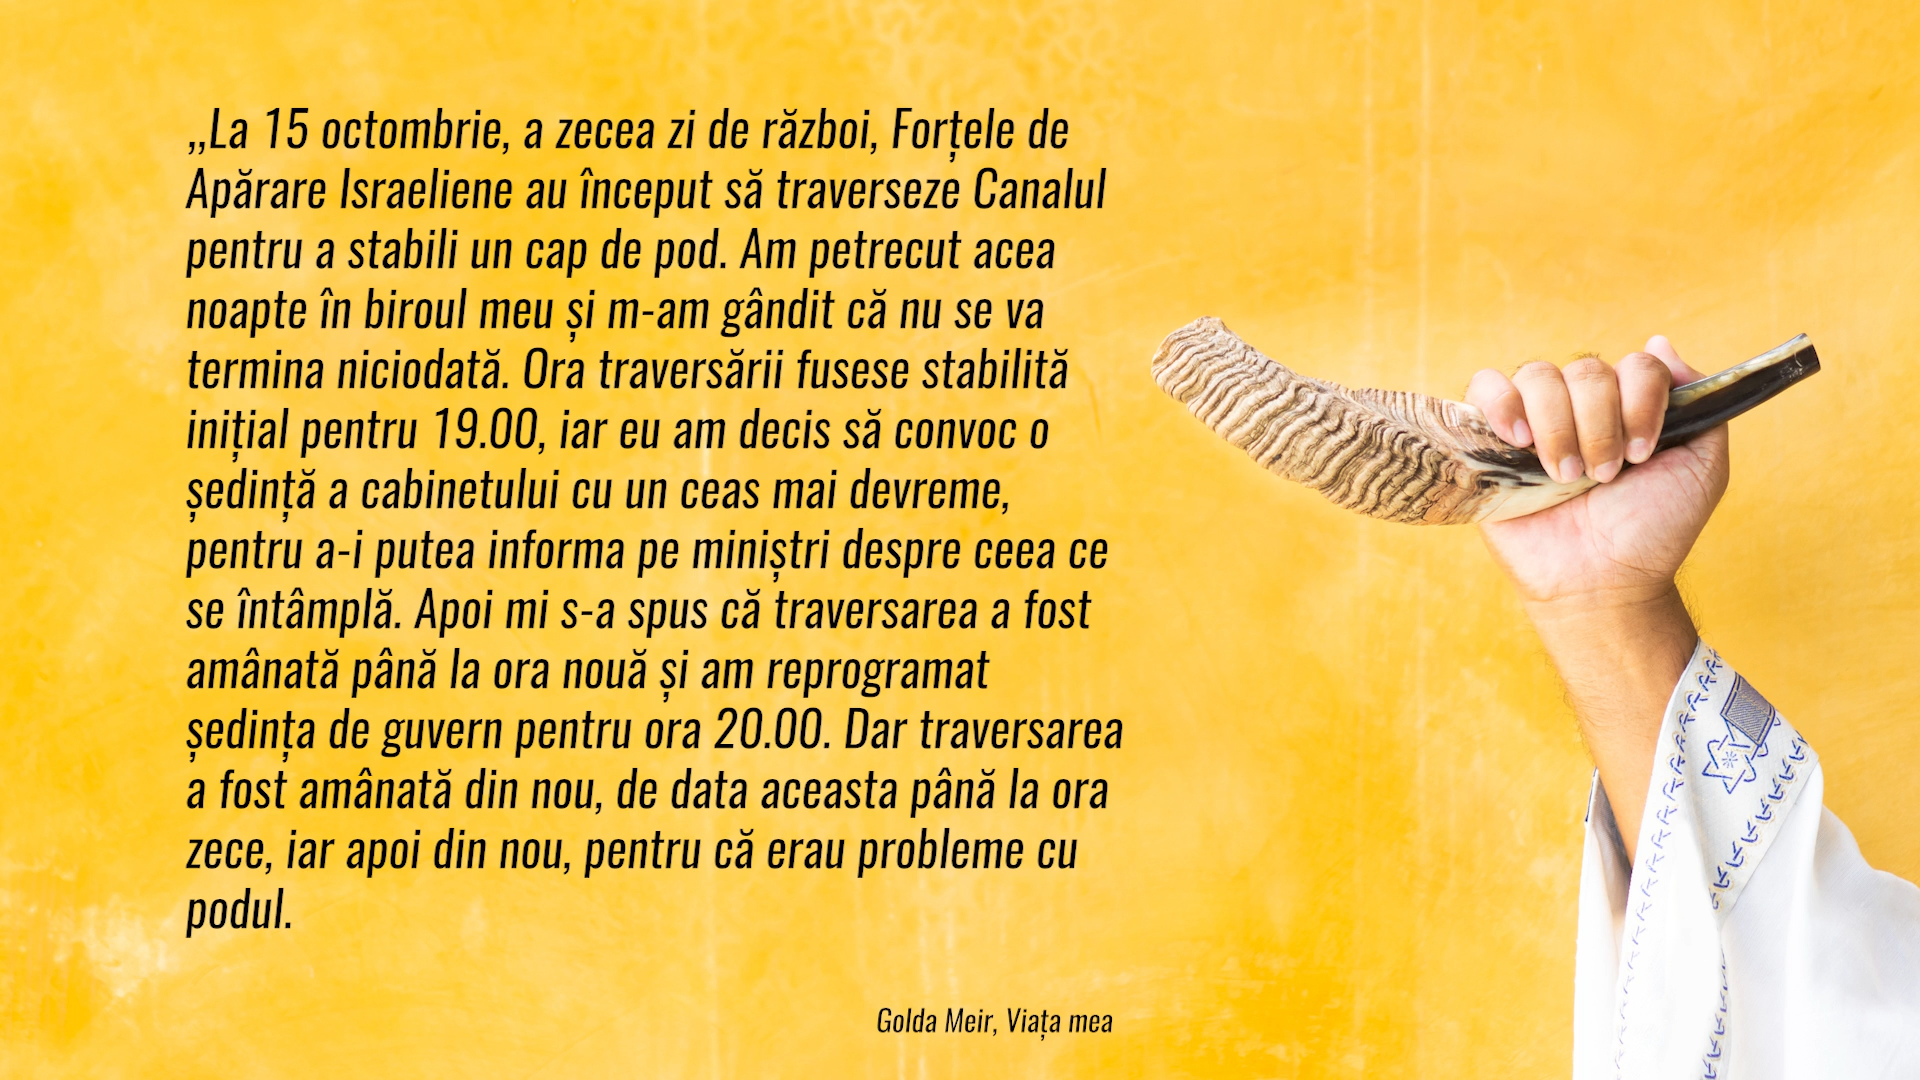 „La 15 octombrie, a zecea zi de război, Forțele de
Apărare Israeliene au început să traverseze Canalul
pentru a stabili un cap de pod. Am petrecut acea
noapte în biroul meu și m-am gândit că nu se va
termina niciodată. Ora traversării fusese stabilită
inițial pentru 19.00, iar eu am decis să convoc o
ședință a cabinetului cu un ceas mai devreme,
pentru a-i putea informa pe miniștri despre ceea ce
se întâmplă. Apoi mi s-a spus că traversarea a fost
amânată până la ora nouă și am reprogramat
ședința de guvern pentru ora 20.00. Dar traversarea
a fost amânată din nou, de data aceasta până la ora
zece, iar apoi din nou, pentru că erau probleme cu
podul.
Golda Meir, Viața mea